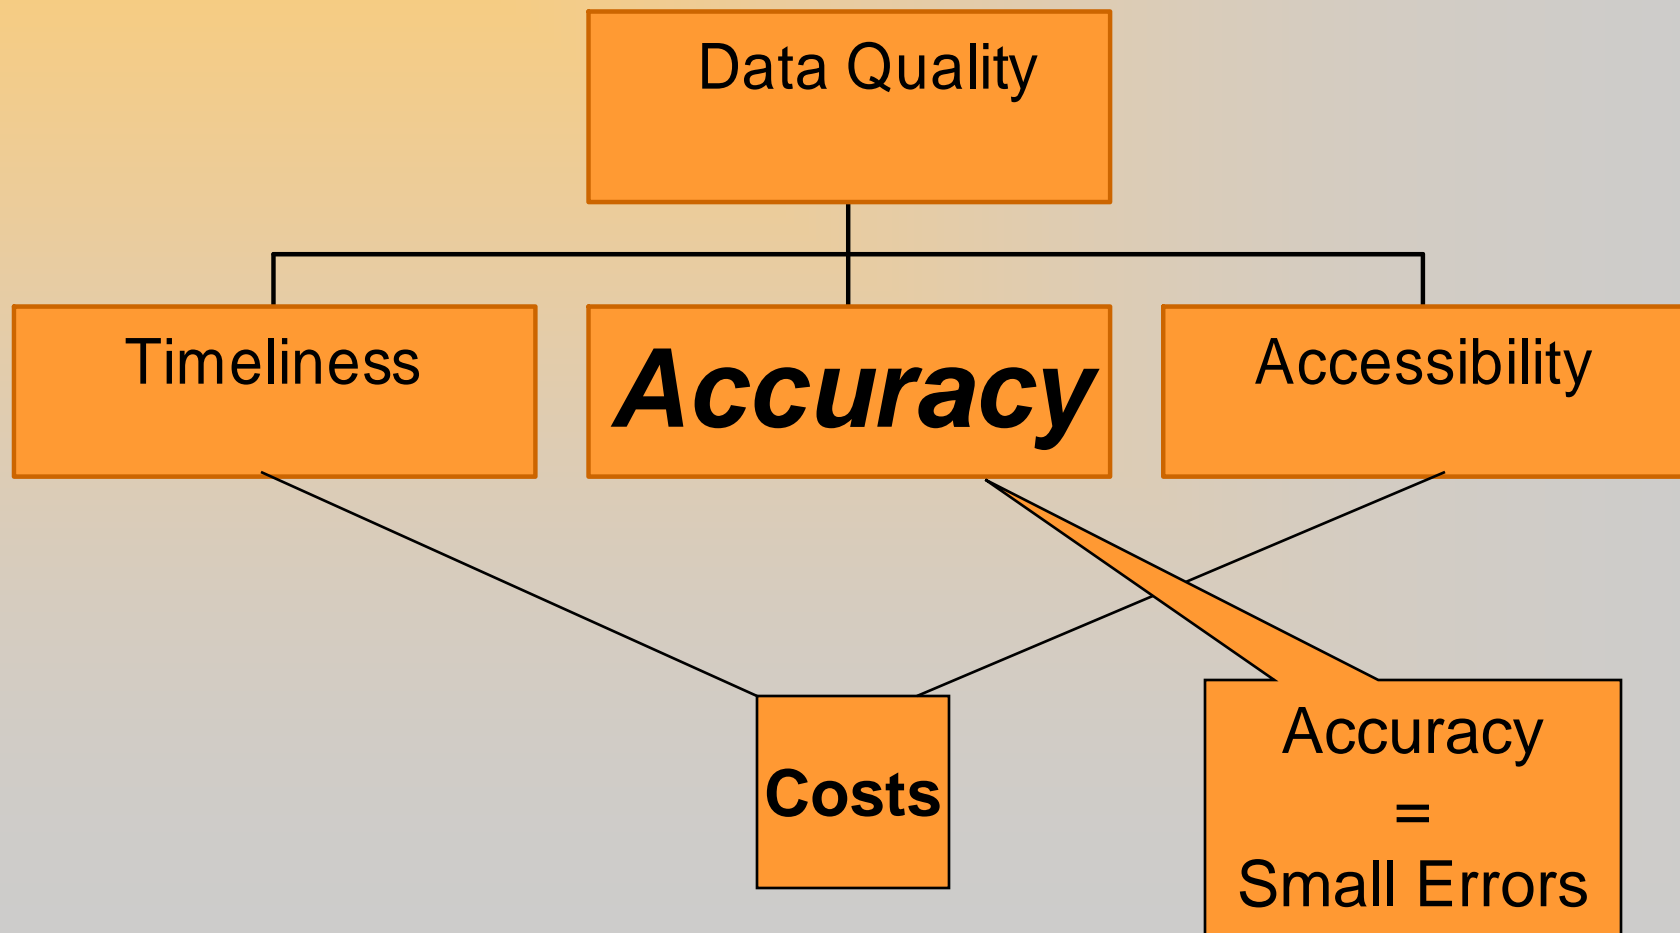 Data Quality
Timeliness
Accuracy
Accessibility
Costs
Accuracy
=
Small Errors